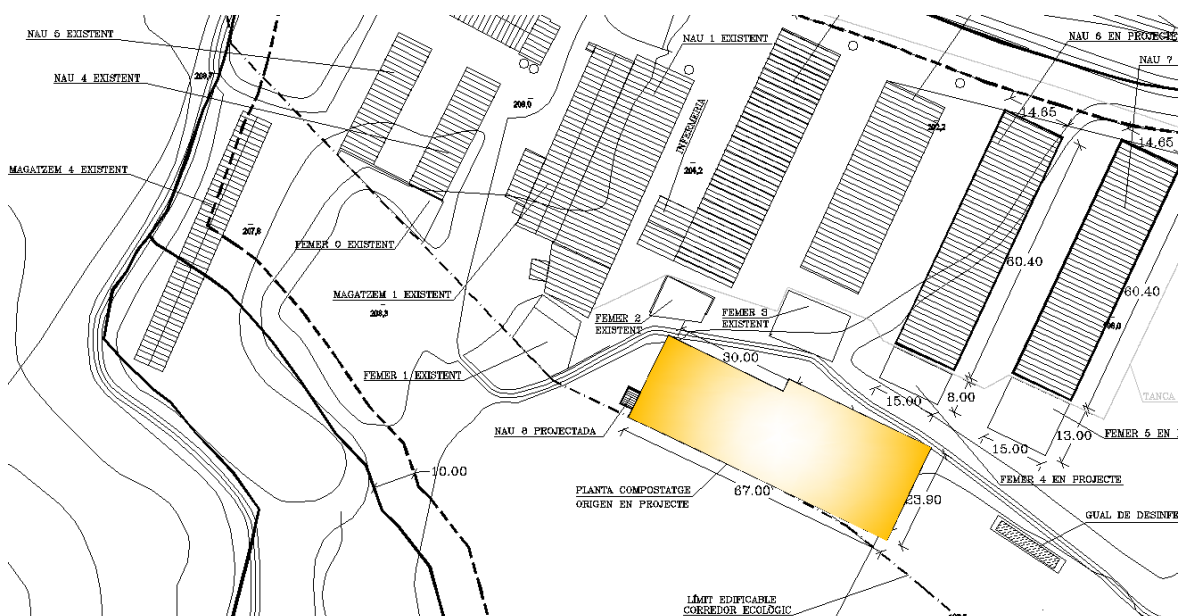 NAU 5 EXISTENT
NAU 1 EXISTENT
NAU 6 EN PROJECTE
NAU 7
NAU 4 EXISTENT
INFERMERIA
14.65
14.65
MAGATZEM 4 EXISTENT
204,2
207,8
FEMER 0 EXISTENT
60.40
60.40
MAGATZEM 1 EXISTENT
FEMER 2
EXISTENT
FEMER 3
EXISTENT
30.00
FEMER 1 EXISTENT
15.00
8.00
TANCA
NAU 8 PROJECTADA
15.00
13.00
FEMER 5 EN
10.00
FEMER 4 EN PROJECTE
PLANTA COMPOSTATGE
ORIGEN EN PROJECTE
67.00
23.90
GUAL DE DESINFE
LÍMIT EDIFICABLE
CORREDOR ECOLÒGIC